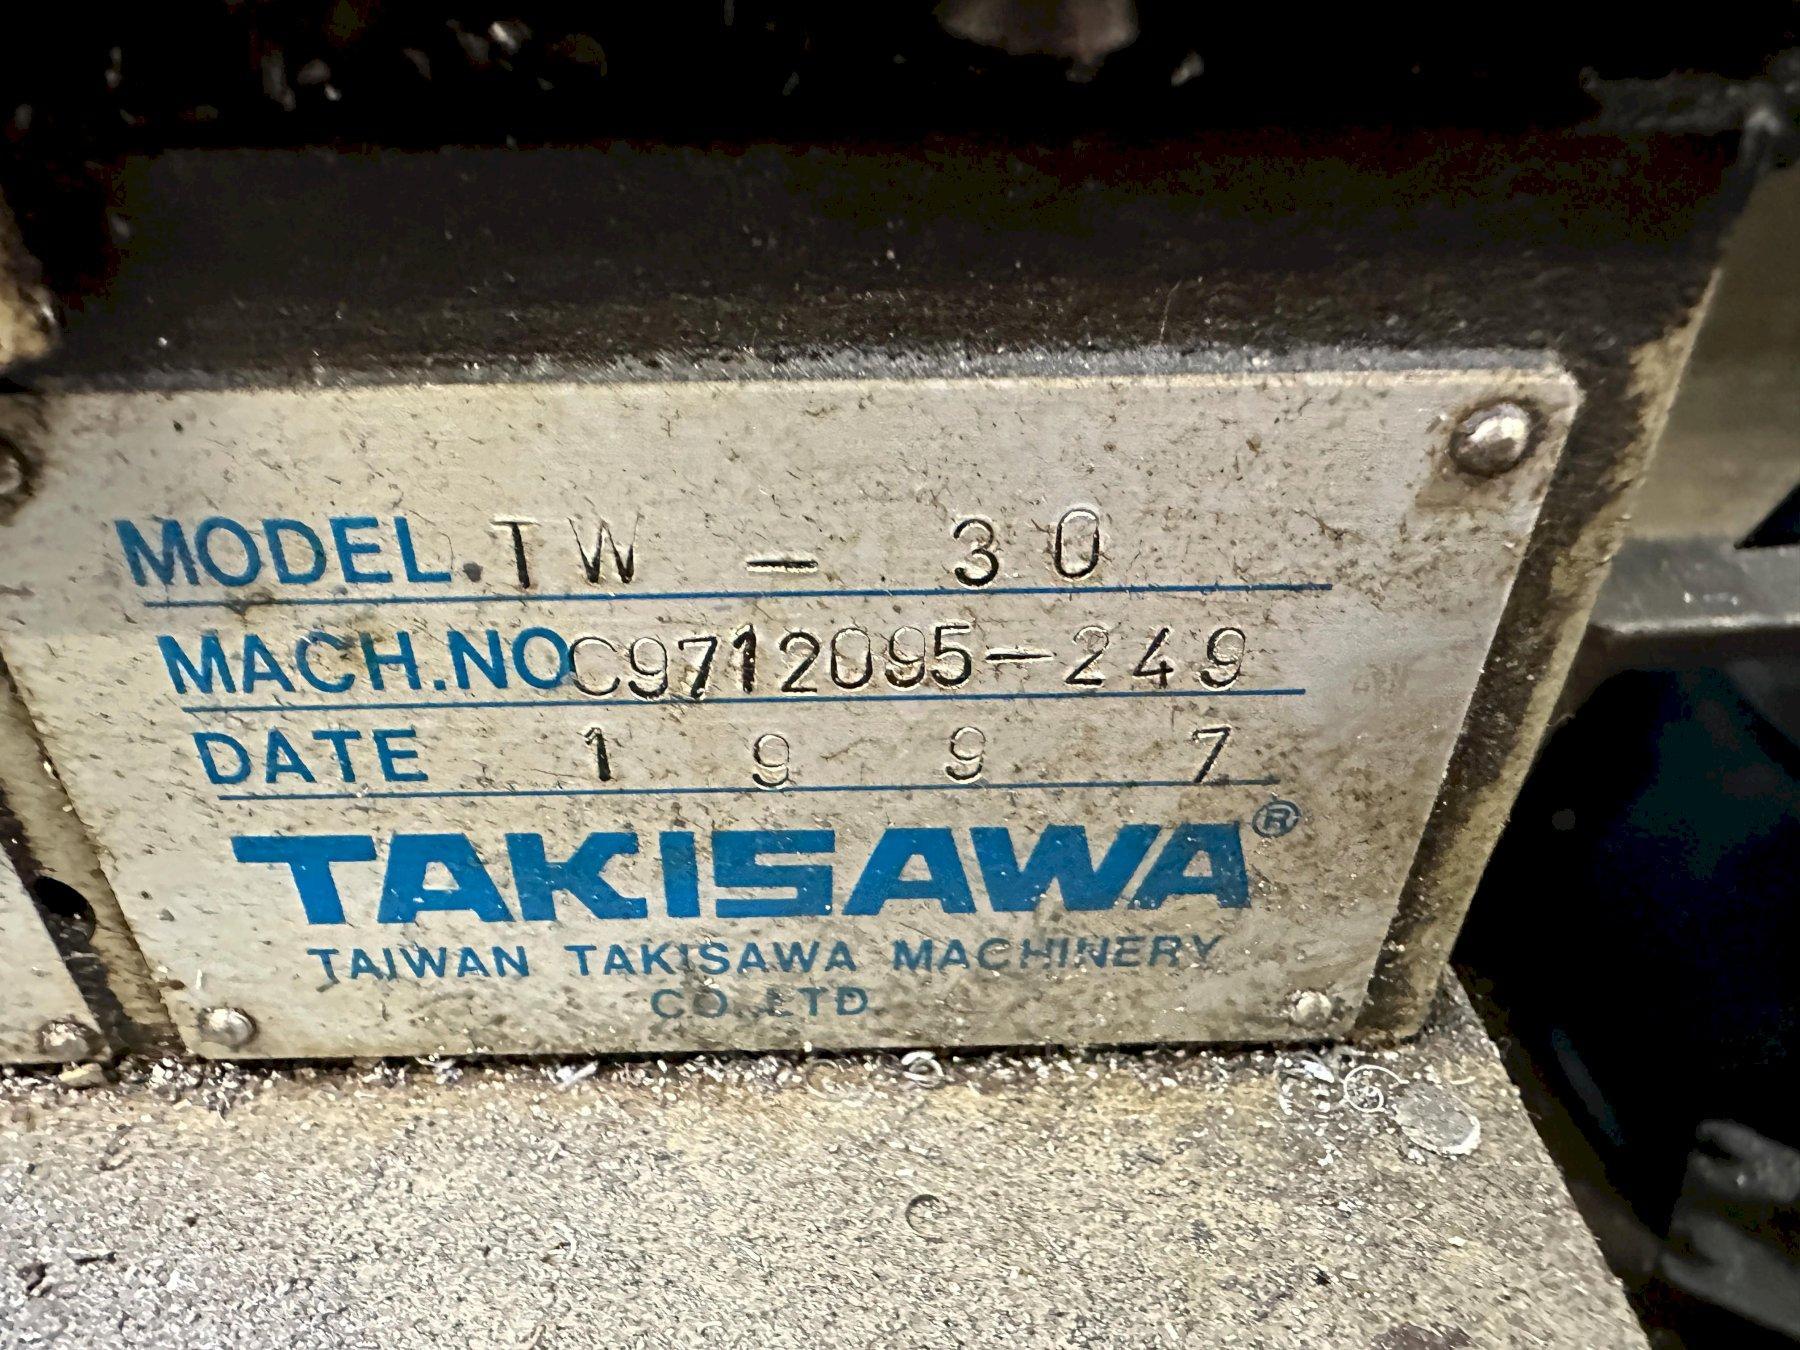 MODEL.TW - 30
MACH.NO C9712095-249
DATE 1997
TAKISAWA®
TAIWAN TAKISAWA MACHINERY
CO.,LTD